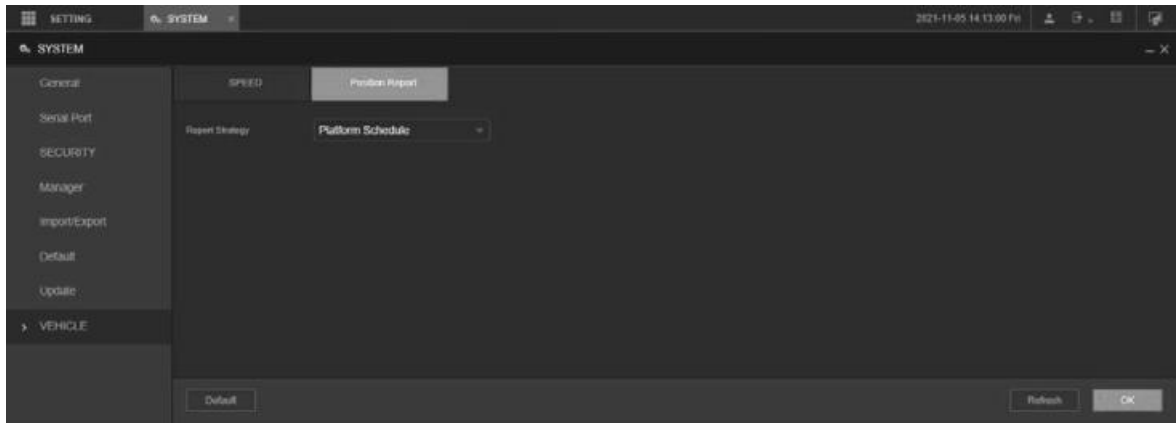 SETTING
SYSTEM
2021-11-05 14:13:00 Fri
SYSTEM
General
Serial Port
SECURITY
Manager
Import/Export
Default
Update
VEHICLE
SPEED
Position Report
Report Strategy
Platform Schedule
Default
Refresh
OK